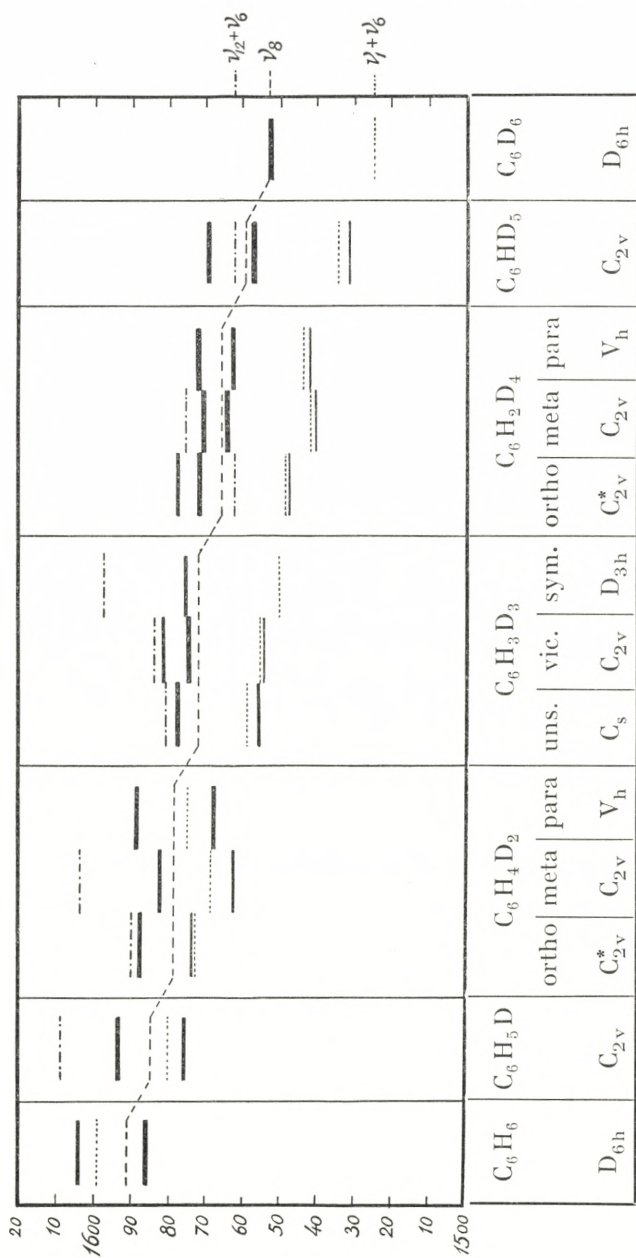 20
1600
90
80
70
60
50
40
30
20
10
1500
ν₁₂+ν₆
ν₈
ν₁+ν₆
C₆H₆
C₆H₅D
C₆H₄D₂
C₆H₃D₃
C₆H₂D₄
C₆HD₅
C₆D₆
ortho meta para
uns. vic. sym.
ortho meta para
D₆ₕ
C₂ᵥ
C*₂ᵥ
C₂ᵥ
Vₕ
Cₛ
C₂ᵥ
D₃ₕ
C*₂ᵥ
C₂ᵥ
Vₕ
C₂ᵥ
D₆ₕ